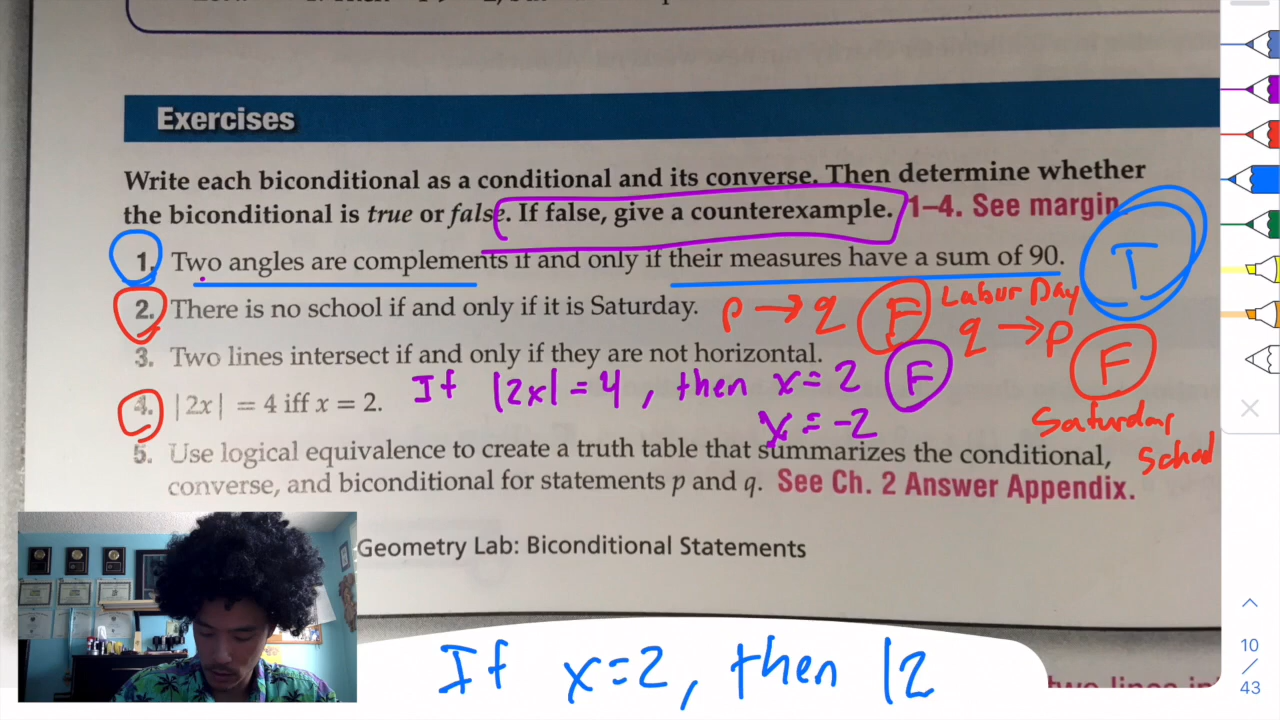 Exercises
Write each biconditional as a conditional and its converse. Then determine whether
the biconditional is true or false. If false, give a counterexample. 1–4. See margin.
1. Two angles are complements if and only if their measures have a sum of 90. T
2. There is no school if and only if it is Saturday. p → q F Labor Day
q → p F
3. Two lines intersect if and only if they are not horizontal.
If |2x| = 4, then x = 2 F
4. |2x| = 4 iff x = 2. x = -2 Saturday
School
5. Use logical equivalence to create a truth table that summarizes the conditional,
converse, and biconditional for statements p and q. See Ch. 2 Answer Appendix.
Geometry Lab: Biconditional Statements
If x=2, then |2
two lines
10
/
43